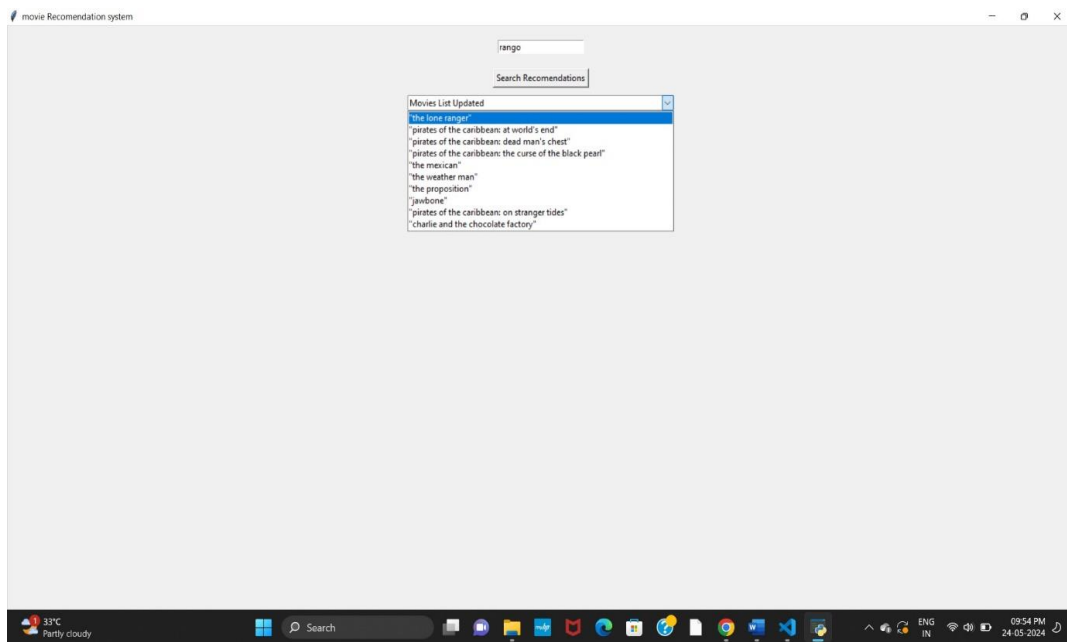 movie Recomendation system
rango
Search Recomendations
Movies List Updated
"the lone ranger"
"pirates of the caribbean: at world's end"
"pirates of the caribbean: dead man's chest"
"pirates of the caribbean: the curse of the black pearl"
"the mexican"
"the weather man"
"the proposition"
"jawbone"
"pirates of the caribbean: on stranger tides"
"charlie and the chocolate factory"
1
33°C
Partly cloudy
Search
ENG
IN
09:54 PM
24-05-2024